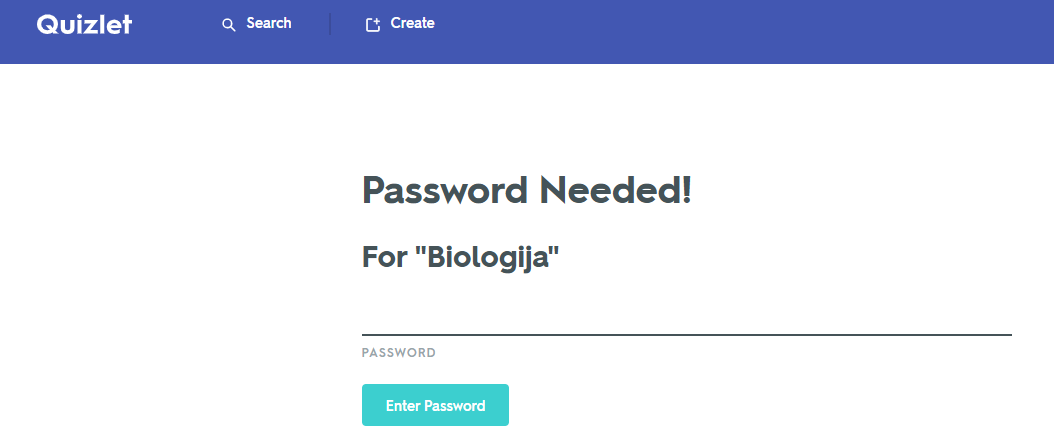 Quizlet Search Create
Password Needed!
For "Biologija"
PASSWORD
Enter Password